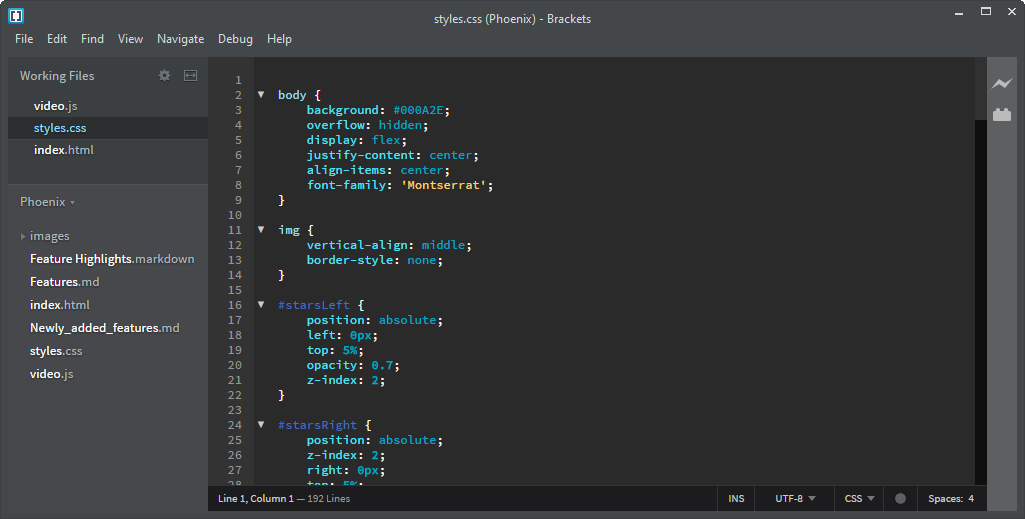 styles.css (Phoenix) - Brackets
File Edit Find View Navigate Debug Help
Working Files
video.js
styles.css
index.html
Phoenix
images
Feature Highlights.markdown
Features.md
index.html
Newly_added_features.md
styles.css
video.js
1
2 body {
3 background: #000A2E;
4 overflow: hidden;
5 display: flex;
6 justify-content: center;
7 align-items: center;
8 font-family: 'Montserrat';
9 }
10
11 img {
12 vertical-align: middle;
13 border-style: none;
14 }
15
16 #starsLeft {
17 position: absolute;
18 left: 0px;
19 top: 5%;
20 opacity: 0.7;
21 z-index: 2;
22 }
23
24 #starsRight {
25 position: absolute;
26 z-index: 2;
27 right: 0px;
28 top: 5%;
Line 1, Column 1 — 192 Lines INS UTF-8 CSS Spaces: 4